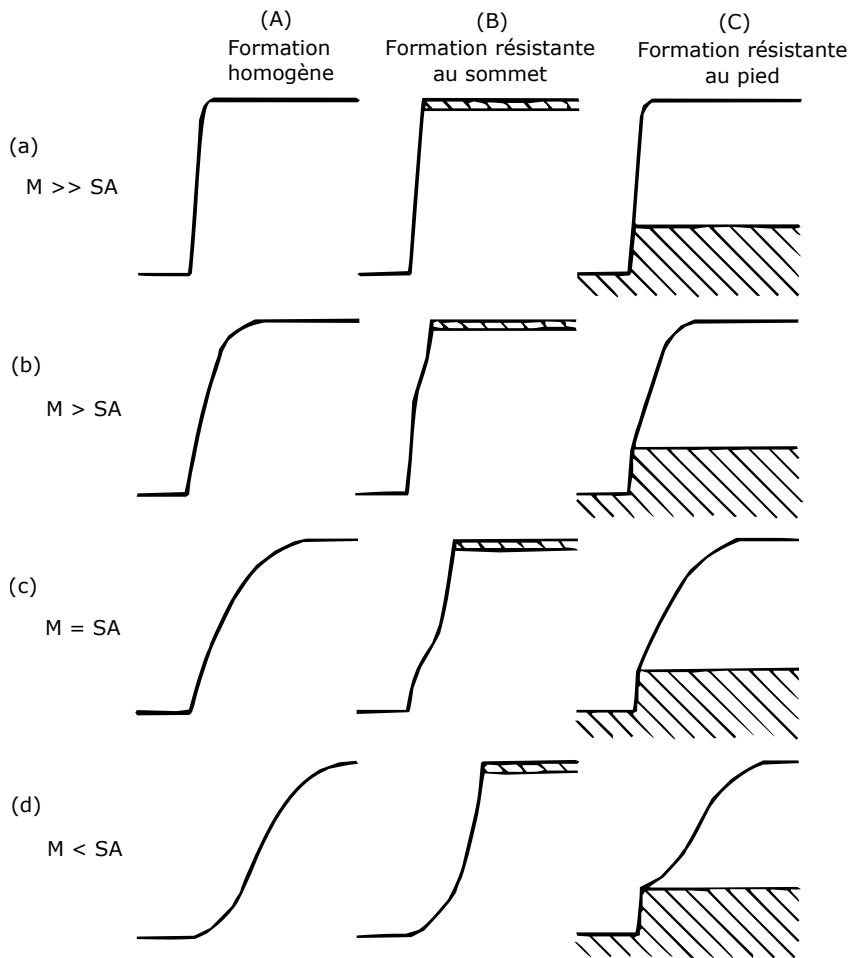 (A)
Formation
homogène
(B)
Formation résistante
au sommet
(C)
Formation résistante
au pied
(a)
M >> SA
(b)
M > SA
(c)
M = SA
(d)
M < SA